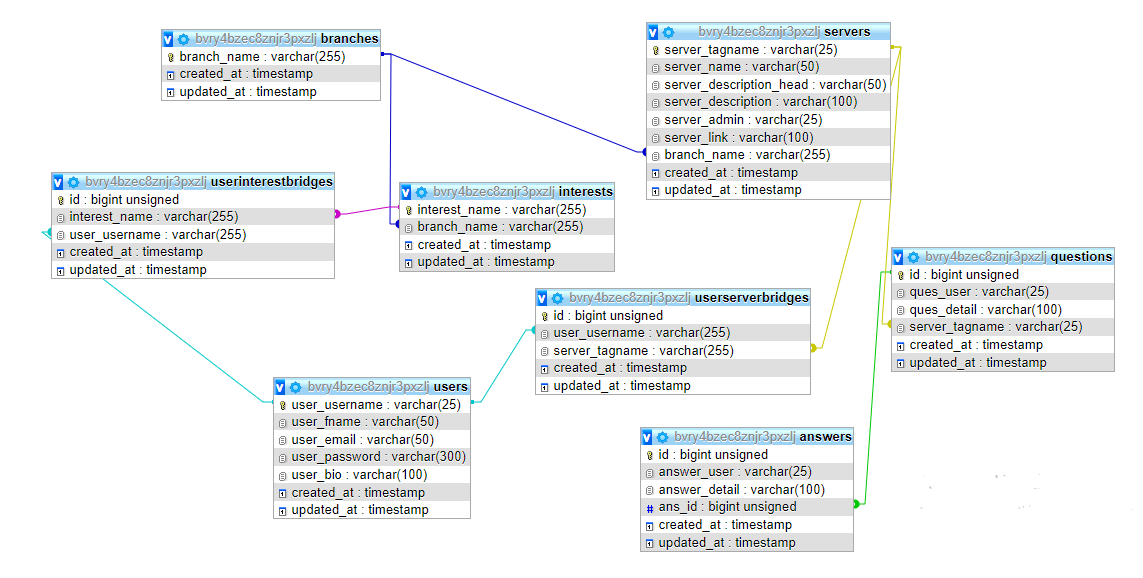 bvry4bzec8znjr3pxzlj branches
branch_name : varchar(255)
created_at : timestamp
updated_at : timestamp
bvry4bzec8znjr3pxzlj servers
server_tagname : varchar(25)
server_name : varchar(50)
server_description_head : varchar(50)
server_description : varchar(100)
server_admin : varchar(25)
server_link : varchar(100)
branch_name : varchar(255)
created_at : timestamp
updated_at : timestamp
bvry4bzec8znjr3pxzlj userinterestbridges
id : bigint unsigned
interest_name : varchar(255)
user_username : varchar(255)
created_at : timestamp
updated_at : timestamp
bvry4bzec8znjr3pxzlj interests
interest_name : varchar(255)
branch_name : varchar(255)
created_at : timestamp
updated_at : timestamp
bvry4bzec8znjr3pxzlj questions
id : bigint unsigned
ques_user : varchar(25)
ques_detail : varchar(100)
server_tagname : varchar(25)
created_at : timestamp
updated_at : timestamp
bvry4bzec8znjr3pxzlj userserverbridges
id : bigint unsigned
user_username : varchar(255)
server_tagname : varchar(255)
created_at : timestamp
updated_at : timestamp
bvry4bzec8znjr3pxzlj users
user_username : varchar(25)
user_fname : varchar(50)
user_email : varchar(50)
user_password : varchar(300)
user_bio : varchar(100)
created_at : timestamp
updated_at : timestamp
bvry4bzec8znjr3pxzlj answers
id : bigint unsigned
answer_user : varchar(25)
answer_detail : varchar(100)
# ans_id : bigint unsigned
created_at : timestamp
updated_at : timestamp